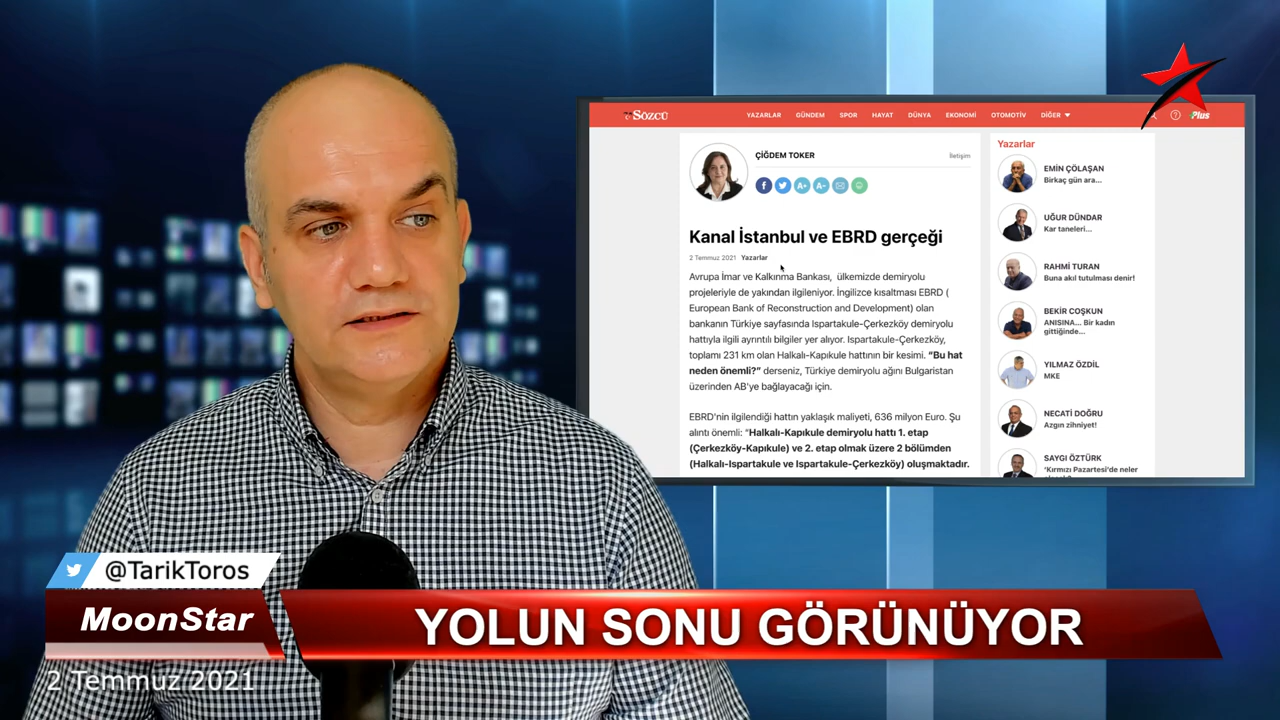 SÖZCÜ
YAZARLAR GÜNDEM SPOR HAYAT DÜNYA EKONOMİ OTOMOTİV DİĞER
Plus
ÇİĞDEM TOKER
İletişim
A+ A-
Kanal İstanbul ve EBRD gerçeği
2 Temmuz 2021 Yazarlar
Avrupa İmar ve Kalkınma Bankası, ülkemizde demiryolu
projeleriyle de yakından ilgileniyor. İngilizce kısaltması EBRD (
European Bank of Reconstruction and Development) olan
bankanın Türkiye sayfasında Ispartakule-Çerkezköy demiryolu
hattıyla ilgili ayrıntılı bilgiler yer alıyor. Ispartakule-Çerkezköy,
toplamı 231 km olan Halkalı-Kapıkule hattının bir kesimi. “Bu hat
neden önemli?” derseniz, Türkiye demiryolu ağını Bulgaristan
üzerinden AB'ye bağlayacağı için.
EBRD'nin ilgilendiği hattın yaklaşık maliyeti, 636 milyon Euro. Şu
alıntı önemli: “Halkalı-Kapıkule demiryolu hattı 1. etap
(Çerkezköy-Kapıkule) ve 2. etap olmak üzere 2 bölümden
(Halkalı-Ispartakule ve Ispartakule-Çerkezköy) oluşmaktadır.
Yazarlar
EMİN ÇÖLAŞAN
Birkaç gün ara...
UĞUR DÜNDAR
Kar taneleri...
RAHMİ TURAN
Buna akıl tutulması denir!
BEKİR COŞKUN
ANISINA... Bir kadın
gittiğinde...
YILMAZ ÖZDİL
MKE
NECATİ DOĞRU
Azgın zihniyet!
SAYGI ÖZTÜRK
‘Kırmızı Pazartesi’de neler
@TarikToros
MoonStar
YOLUN SONU GÖRÜNÜYOR
2 Temmuz 2021